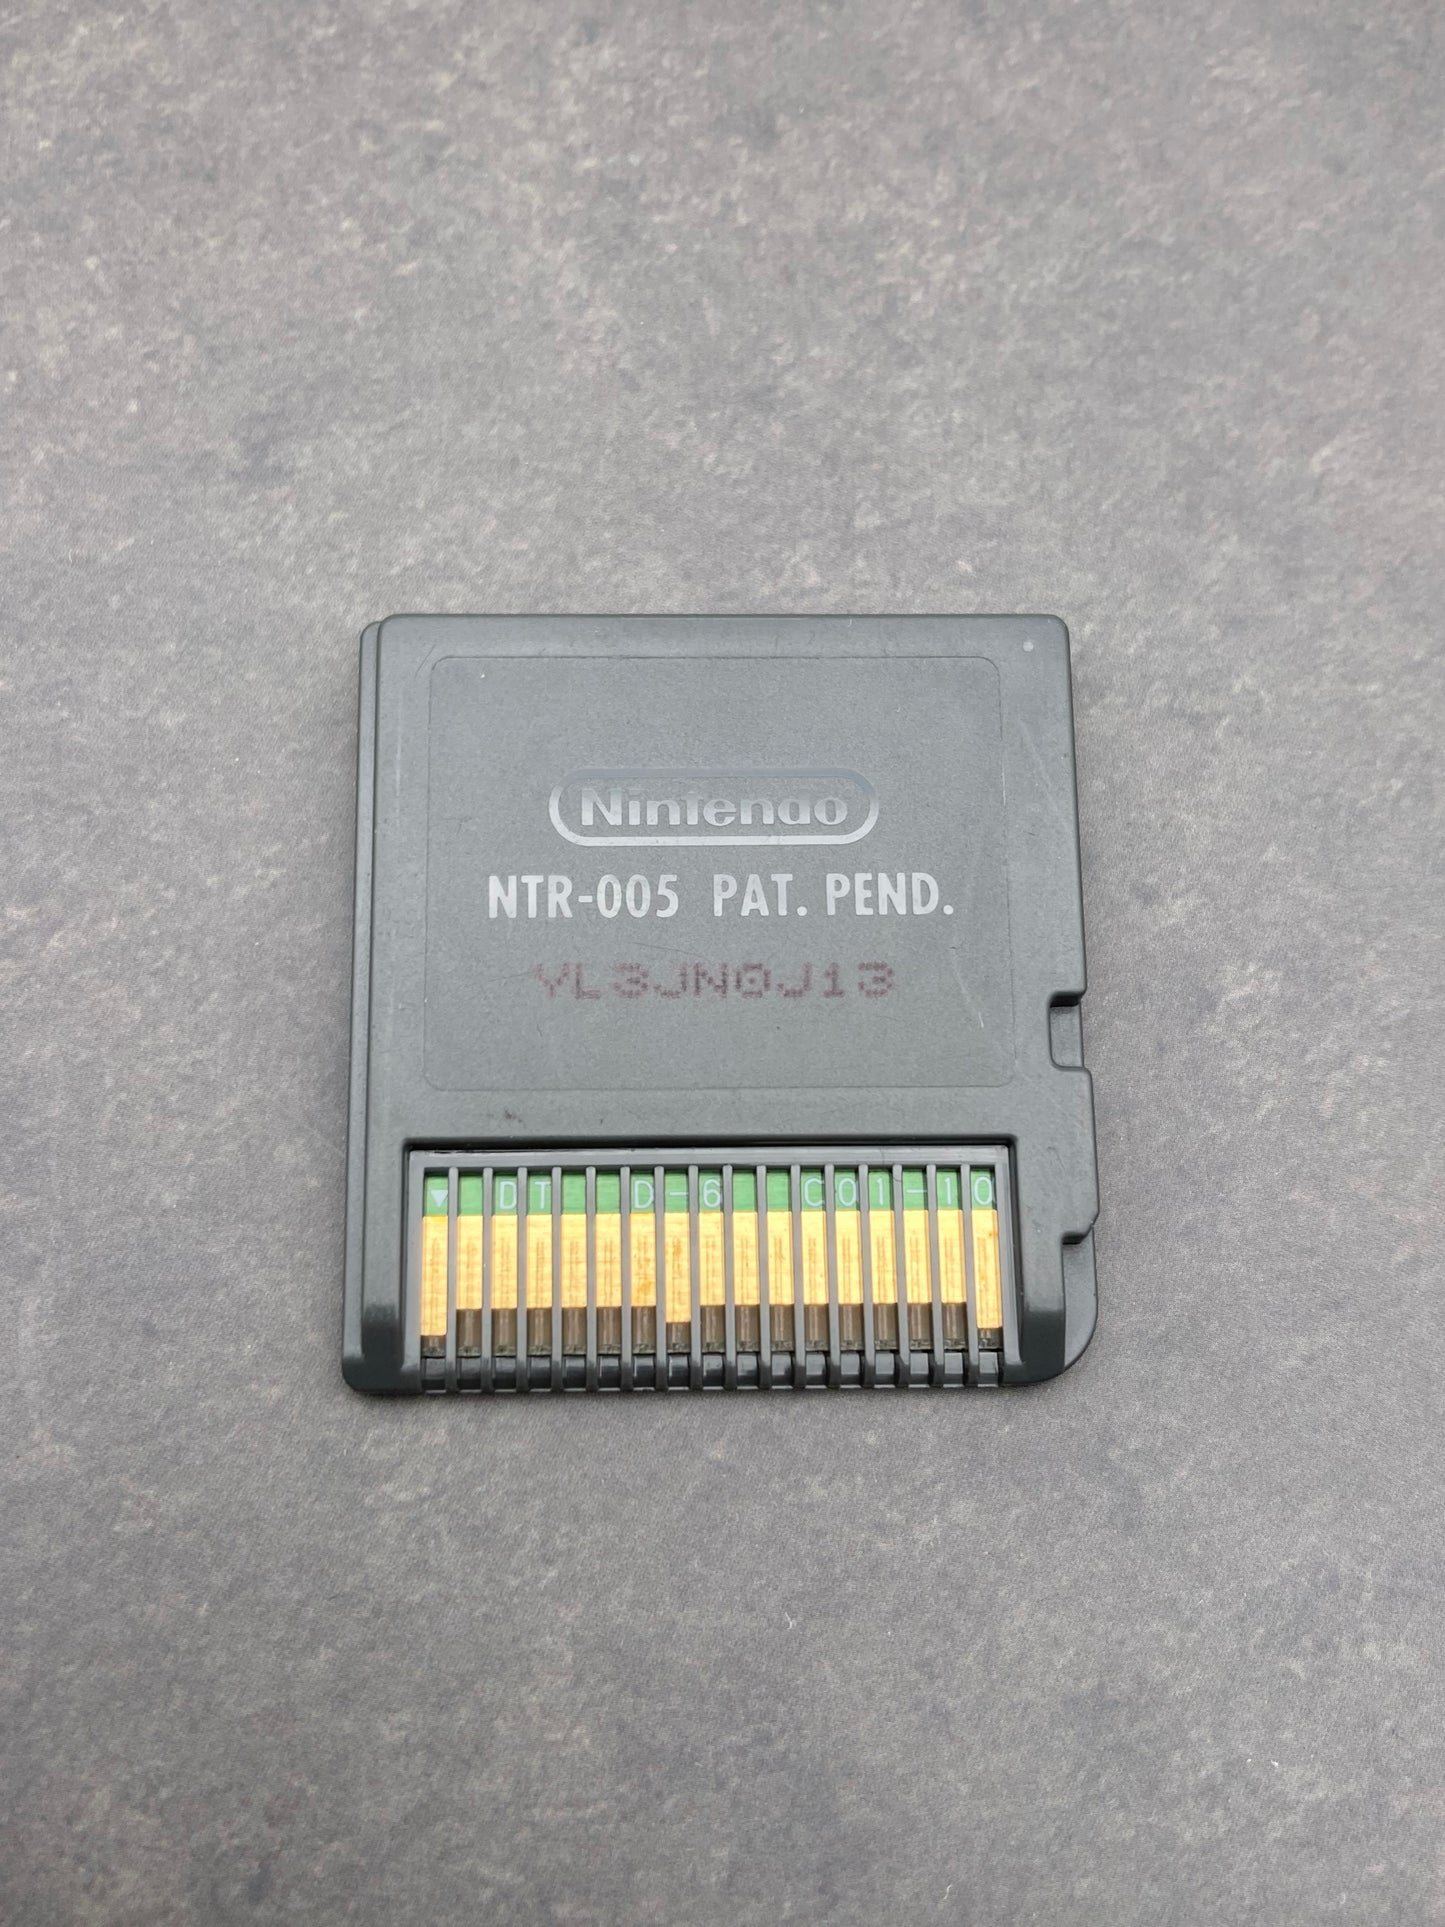 Nintendo
NTR-005 PAT. PEND.
YL3JN0J13
▼ DT D-6 C01-10